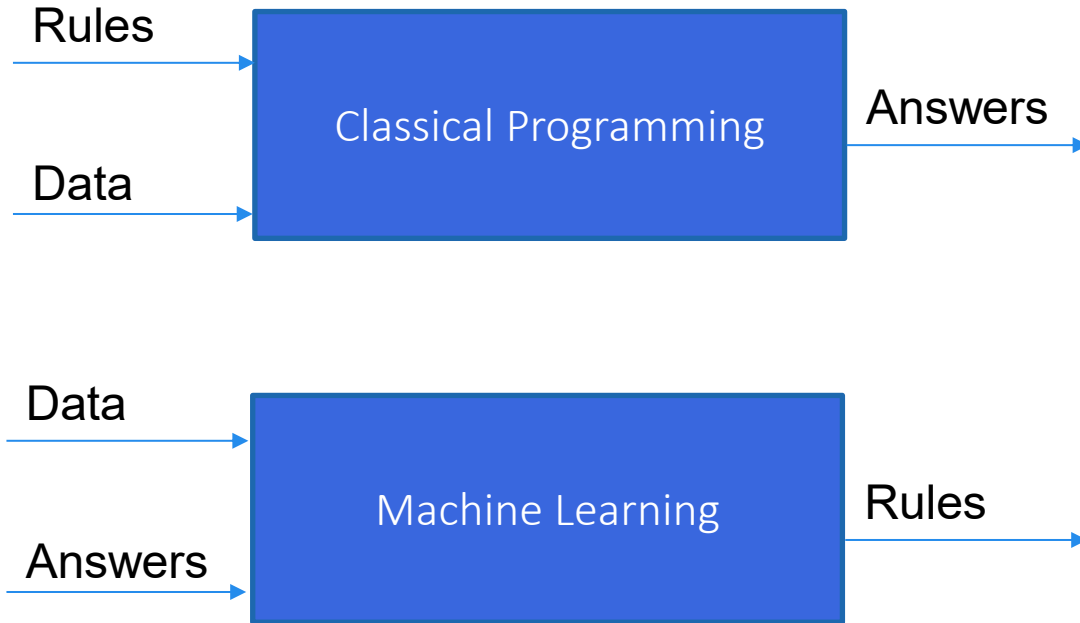 Rules
Classical Programming
Answers
Data
Data
Machine Learning
Rules
Answers